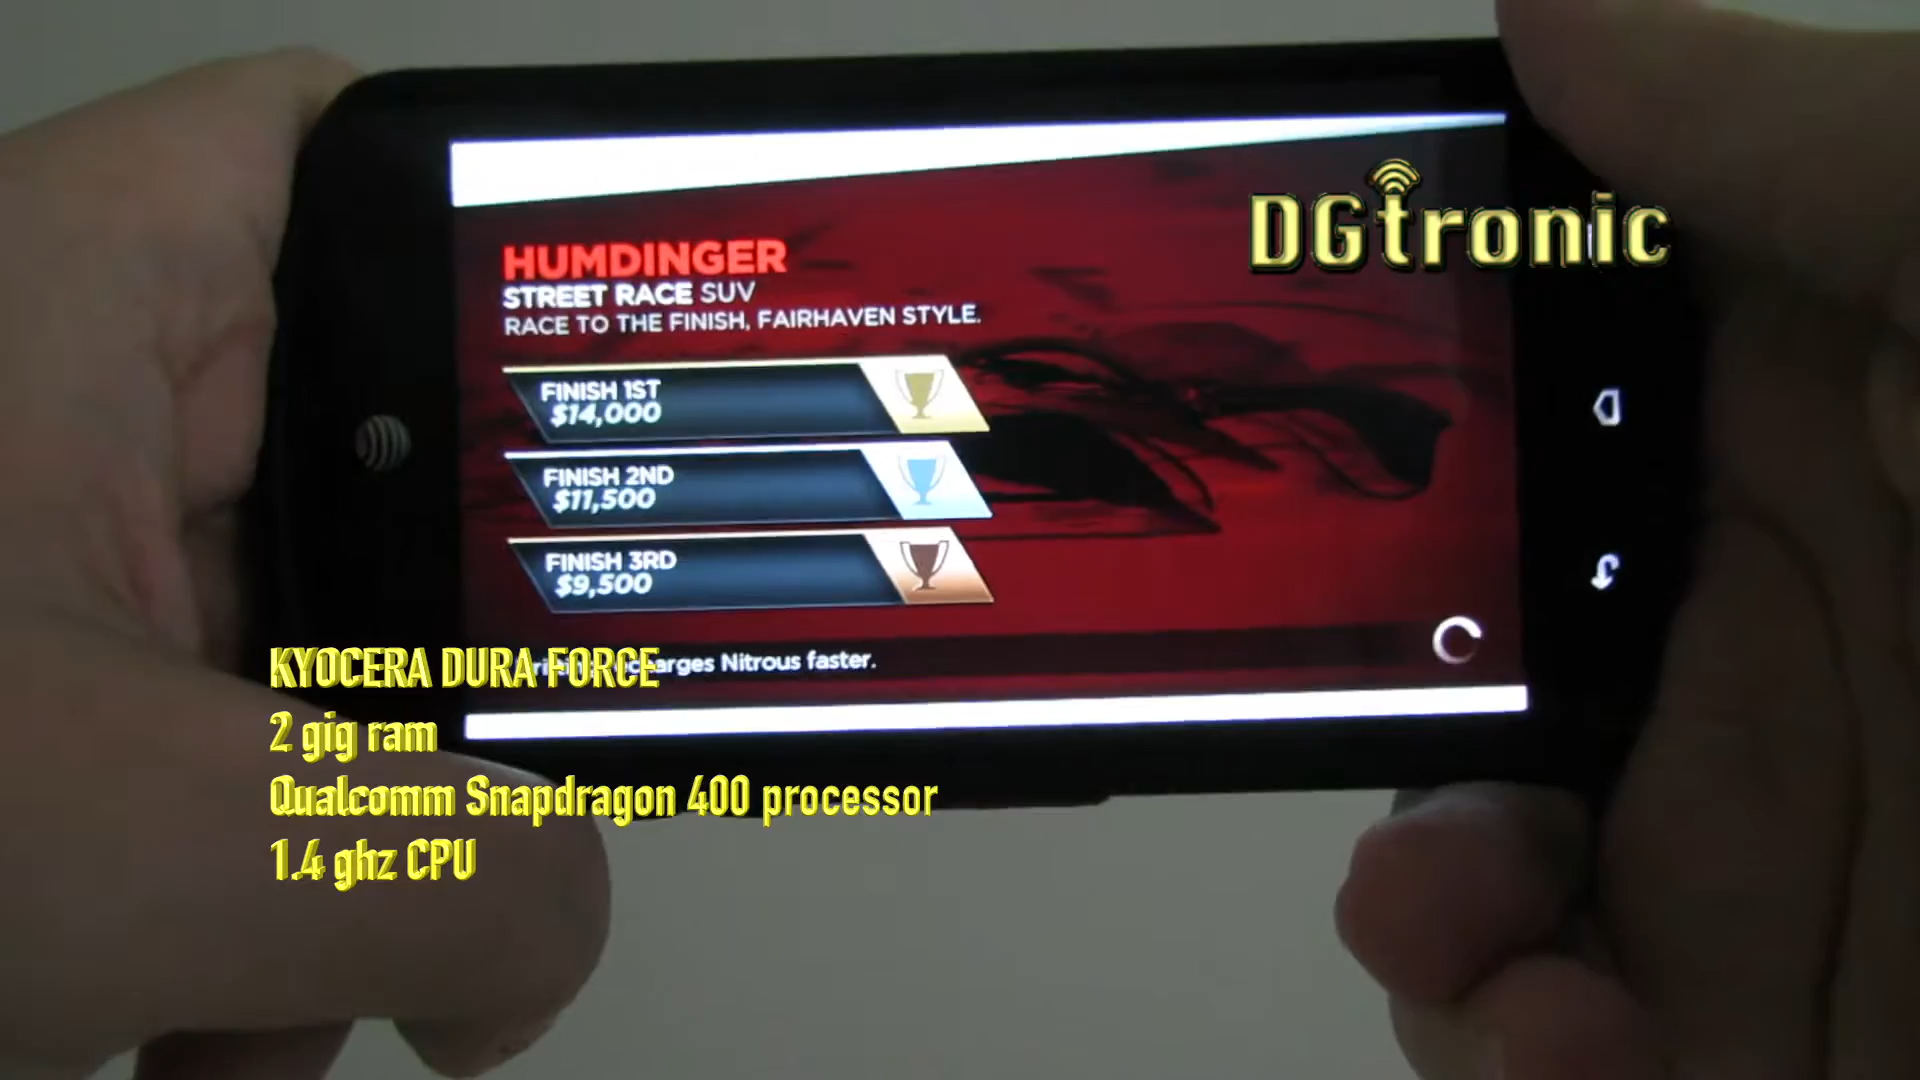 DGtronic
HUMDINGER
STREET RACE SUV
RACE TO THE FINISH, FAIRHAVEN STYLE.
FINISH 1ST
$14,000
FINISH 2ND
$11,500
FINISH 3RD
$9,500
Nitrous faster.
KYOCERA DURA FORCE
2 gig ram
Qualcomm Snapdragon 400 processor
1.4 ghz CPU